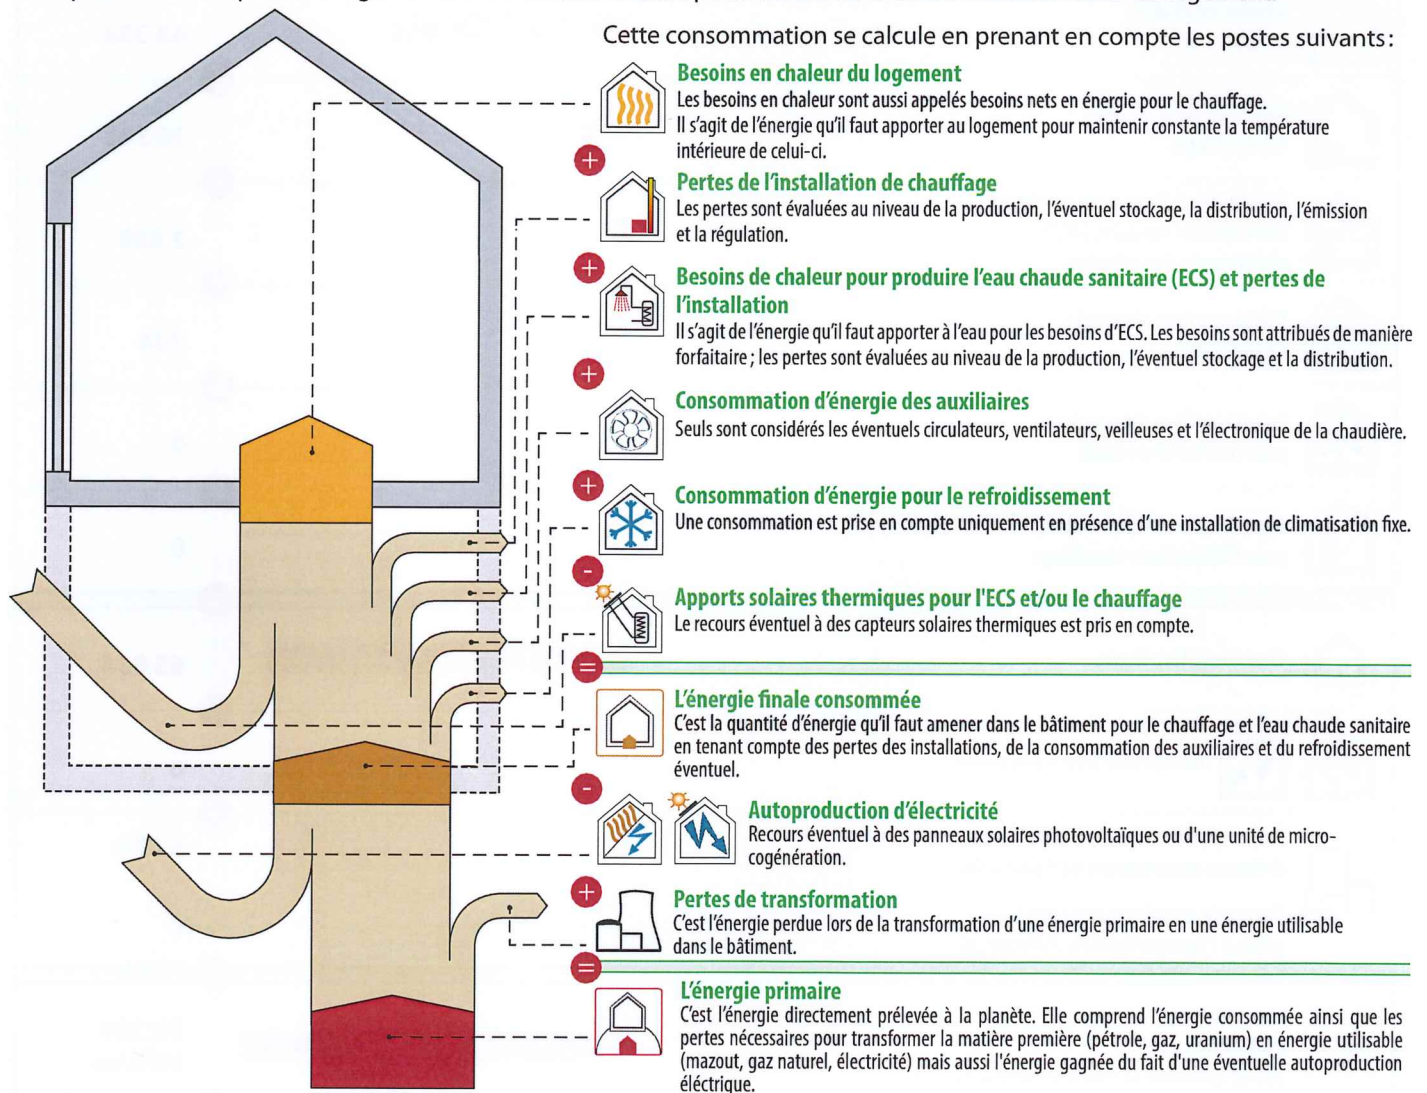 Cette consommation se calcule en prenant en compte les postes suivants:
Besoins en chaleur du logement
Les besoins en chaleur sont aussi appelés besoins nets en énergie pour le chauffage.
Il s'agit de l'énergie qu'il faut apporter au logement pour maintenir constante la température
intérieure de celui-ci.
+
Pertes de l'installation de chauffage
Les pertes sont évaluées au niveau de la production, l'éventuel stockage, la distribution, l'émission
et la régulation.
+
Besoins de chaleur pour produire l'eau chaude sanitaire (ECS) et pertes de
l'installation
Il s'agit de l'énergie qu'il faut apporter à l'eau pour les besoins d'ECS. Les besoins sont attribués de manière
forfaitaire ; les pertes sont évaluées au niveau de la production, l'éventuel stockage et la distribution.
+
Consommation d'énergie des auxiliaires
Seuls sont considérés les éventuels circulateurs, ventilateurs, veilleuses et l'électronique de la chaudière.
+
Consommation d'énergie pour le refroidissement
Une consommation est prise en compte uniquement en présence d'une installation de climatisation fixe.
-
Apports solaires thermiques pour l'ECS et/ou le chauffage
Le recours éventuel à des capteurs solaires thermiques est pris en compte.
=
L'énergie finale consommée
C'est la quantité d'énergie qu'il faut amener dans le bâtiment pour le chauffage et l'eau chaude sanitaire
en tenant compte des pertes des installations, de la consommation des auxiliaires et du refroidissement
éventuel.
-
Autoproduction d'électricité
Recours éventuel à des panneaux solaires photovoltaïques ou d'une unité de micro-
cogénération.
+
Pertes de transformation
C'est l'énergie perdue lors de la transformation d'une énergie primaire en une énergie utilisable
dans le bâtiment.
=
L'énergie primaire
C'est l'énergie directement prélevée à la planète. Elle comprend l'énergie consommée ainsi que les
pertes nécessaires pour transformer la matière première (pétrole, gaz, uranium) en énergie utilisable
(mazout, gaz naturel, électricité) mais aussi l'énergie gagnée du fait d'une éventuelle autoproduction
éléctrique.